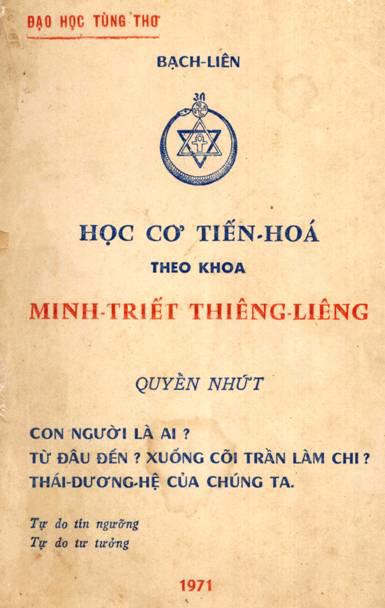 ĐẠO HỌC TÙNG THƠ
BẠCH-LIÊN
HỌC CƠ TIẾN-HOÁ
THEO KHOA
MINH-TRIẾT THIÊNG-LIÊNG
QUYỀN NHỨT
CON NGƯỜI LÀ AI ?
TỪ ĐÂU ĐẾN ? XUỐNG CÕI TRẦN LÀM CHI ?
THÁI-DƯƠNG-HỆ CỦA CHÚNG TA.
Tự do tín ngưỡng
Tự do tư tưởng
1971